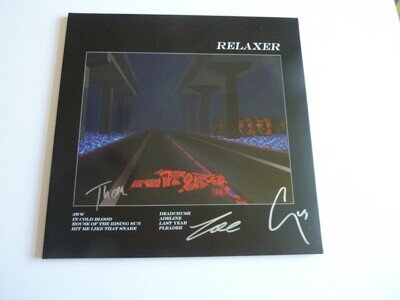 RELAXER
Thom
3WW
IN COLD BLOOD
HOUSE OF THE RISING SUN
HIT ME LIKE THAT SNARE
DEADCRUSH
ADELINE
LAST YEAR
PLEADER
Joe
Gus